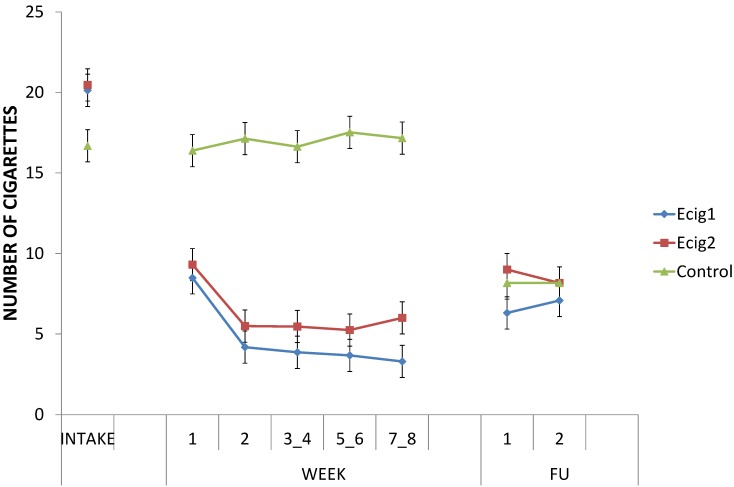 NUMBER OF CIGARETTES
25
20
15
10
5
0
INTAKE 1 2 3_4 5_6 7_8 1 2
WEEK FU
Ecig1
Ecig2
Control